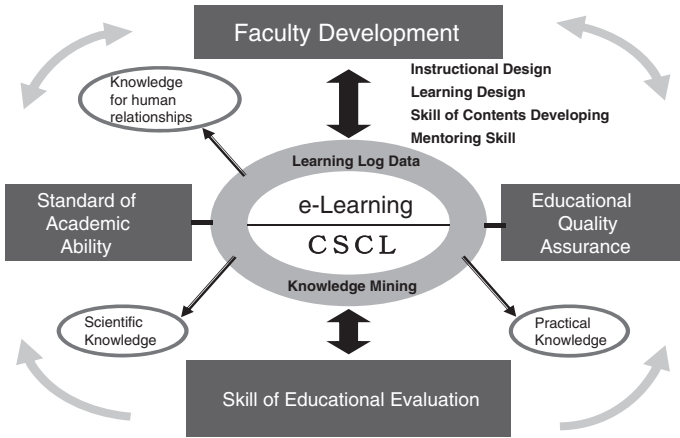 Faculty Development
Instructional Design
Learning Design
Skill of Contents Developing
Mentoring Skill
Knowledge
for human
relationships
Learning Log Data
Standard of
Academic
Ability
e-Learning
CSCL
Educational
Quality
Assurance
Knowledge Mining
Scientific
Knowledge
Practical
Knowledge
Skill of Educational Evaluation